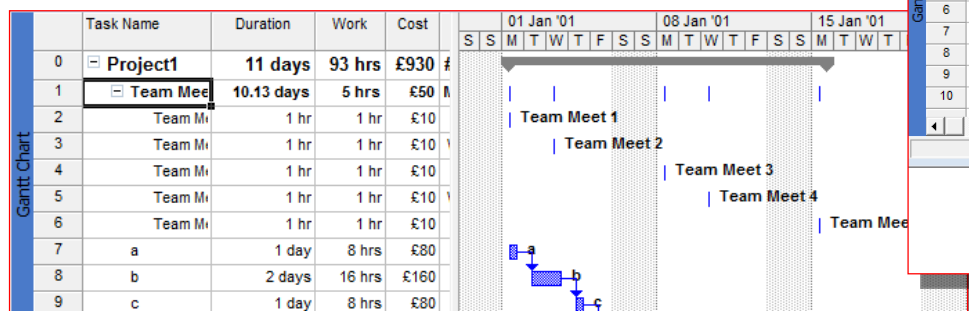 Task Name Duration Work Cost 01 Jan '01 08 Jan '01 15 Jan '01
S S M T W T F S S M T W T F S S M T W T
0 Project1 11 days 93 hrs £930
1 Team Mee 10.13 days 5 hrs £50
2 Team M 1 hr 1 hr £10 Team Meet 1
3 Team M 1 hr 1 hr £10 Team Meet 2
4 Team M 1 hr 1 hr £10 Team Meet 3
5 Team M 1 hr 1 hr £10 Team Meet 4
6 Team M 1 hr 1 hr £10 Team Mee
7 a 1 day 8 hrs £80 a
8 b 2 days 16 hrs £160 b
9 c 1 day 8 hrs £80 c
Gantt Chart
Gan
6
7
8
9
10